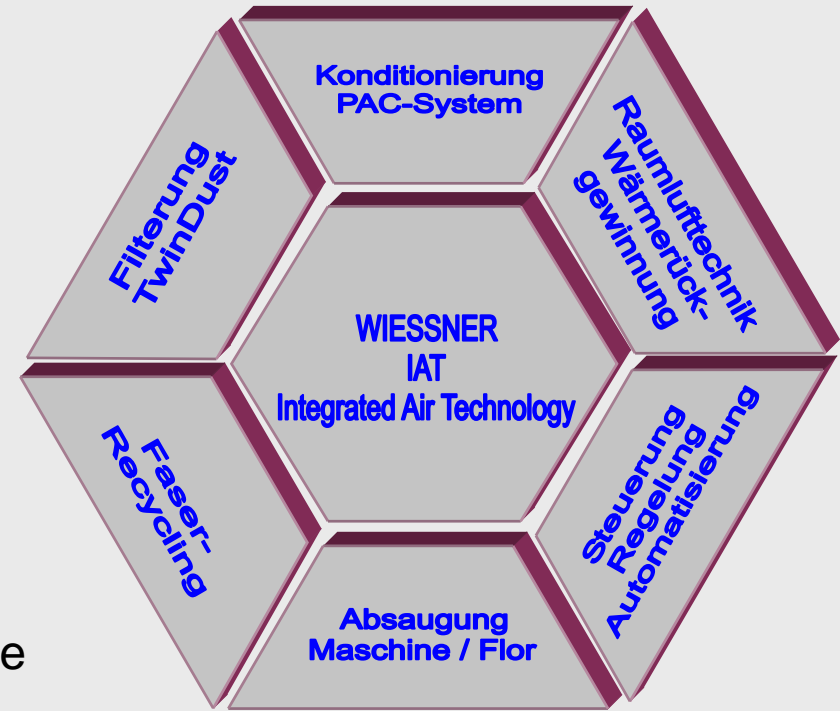 Konditionierung
PAC-System
Raumlufttechnik
Wärmerück-
gewinnung
Filterung
TwinDust
WIESSNER
IAT
Integrated Air Technology
Steuerung
Regelung
Automatisierung
Faser-
Recycling
Absaugung
Maschine / Flor
e